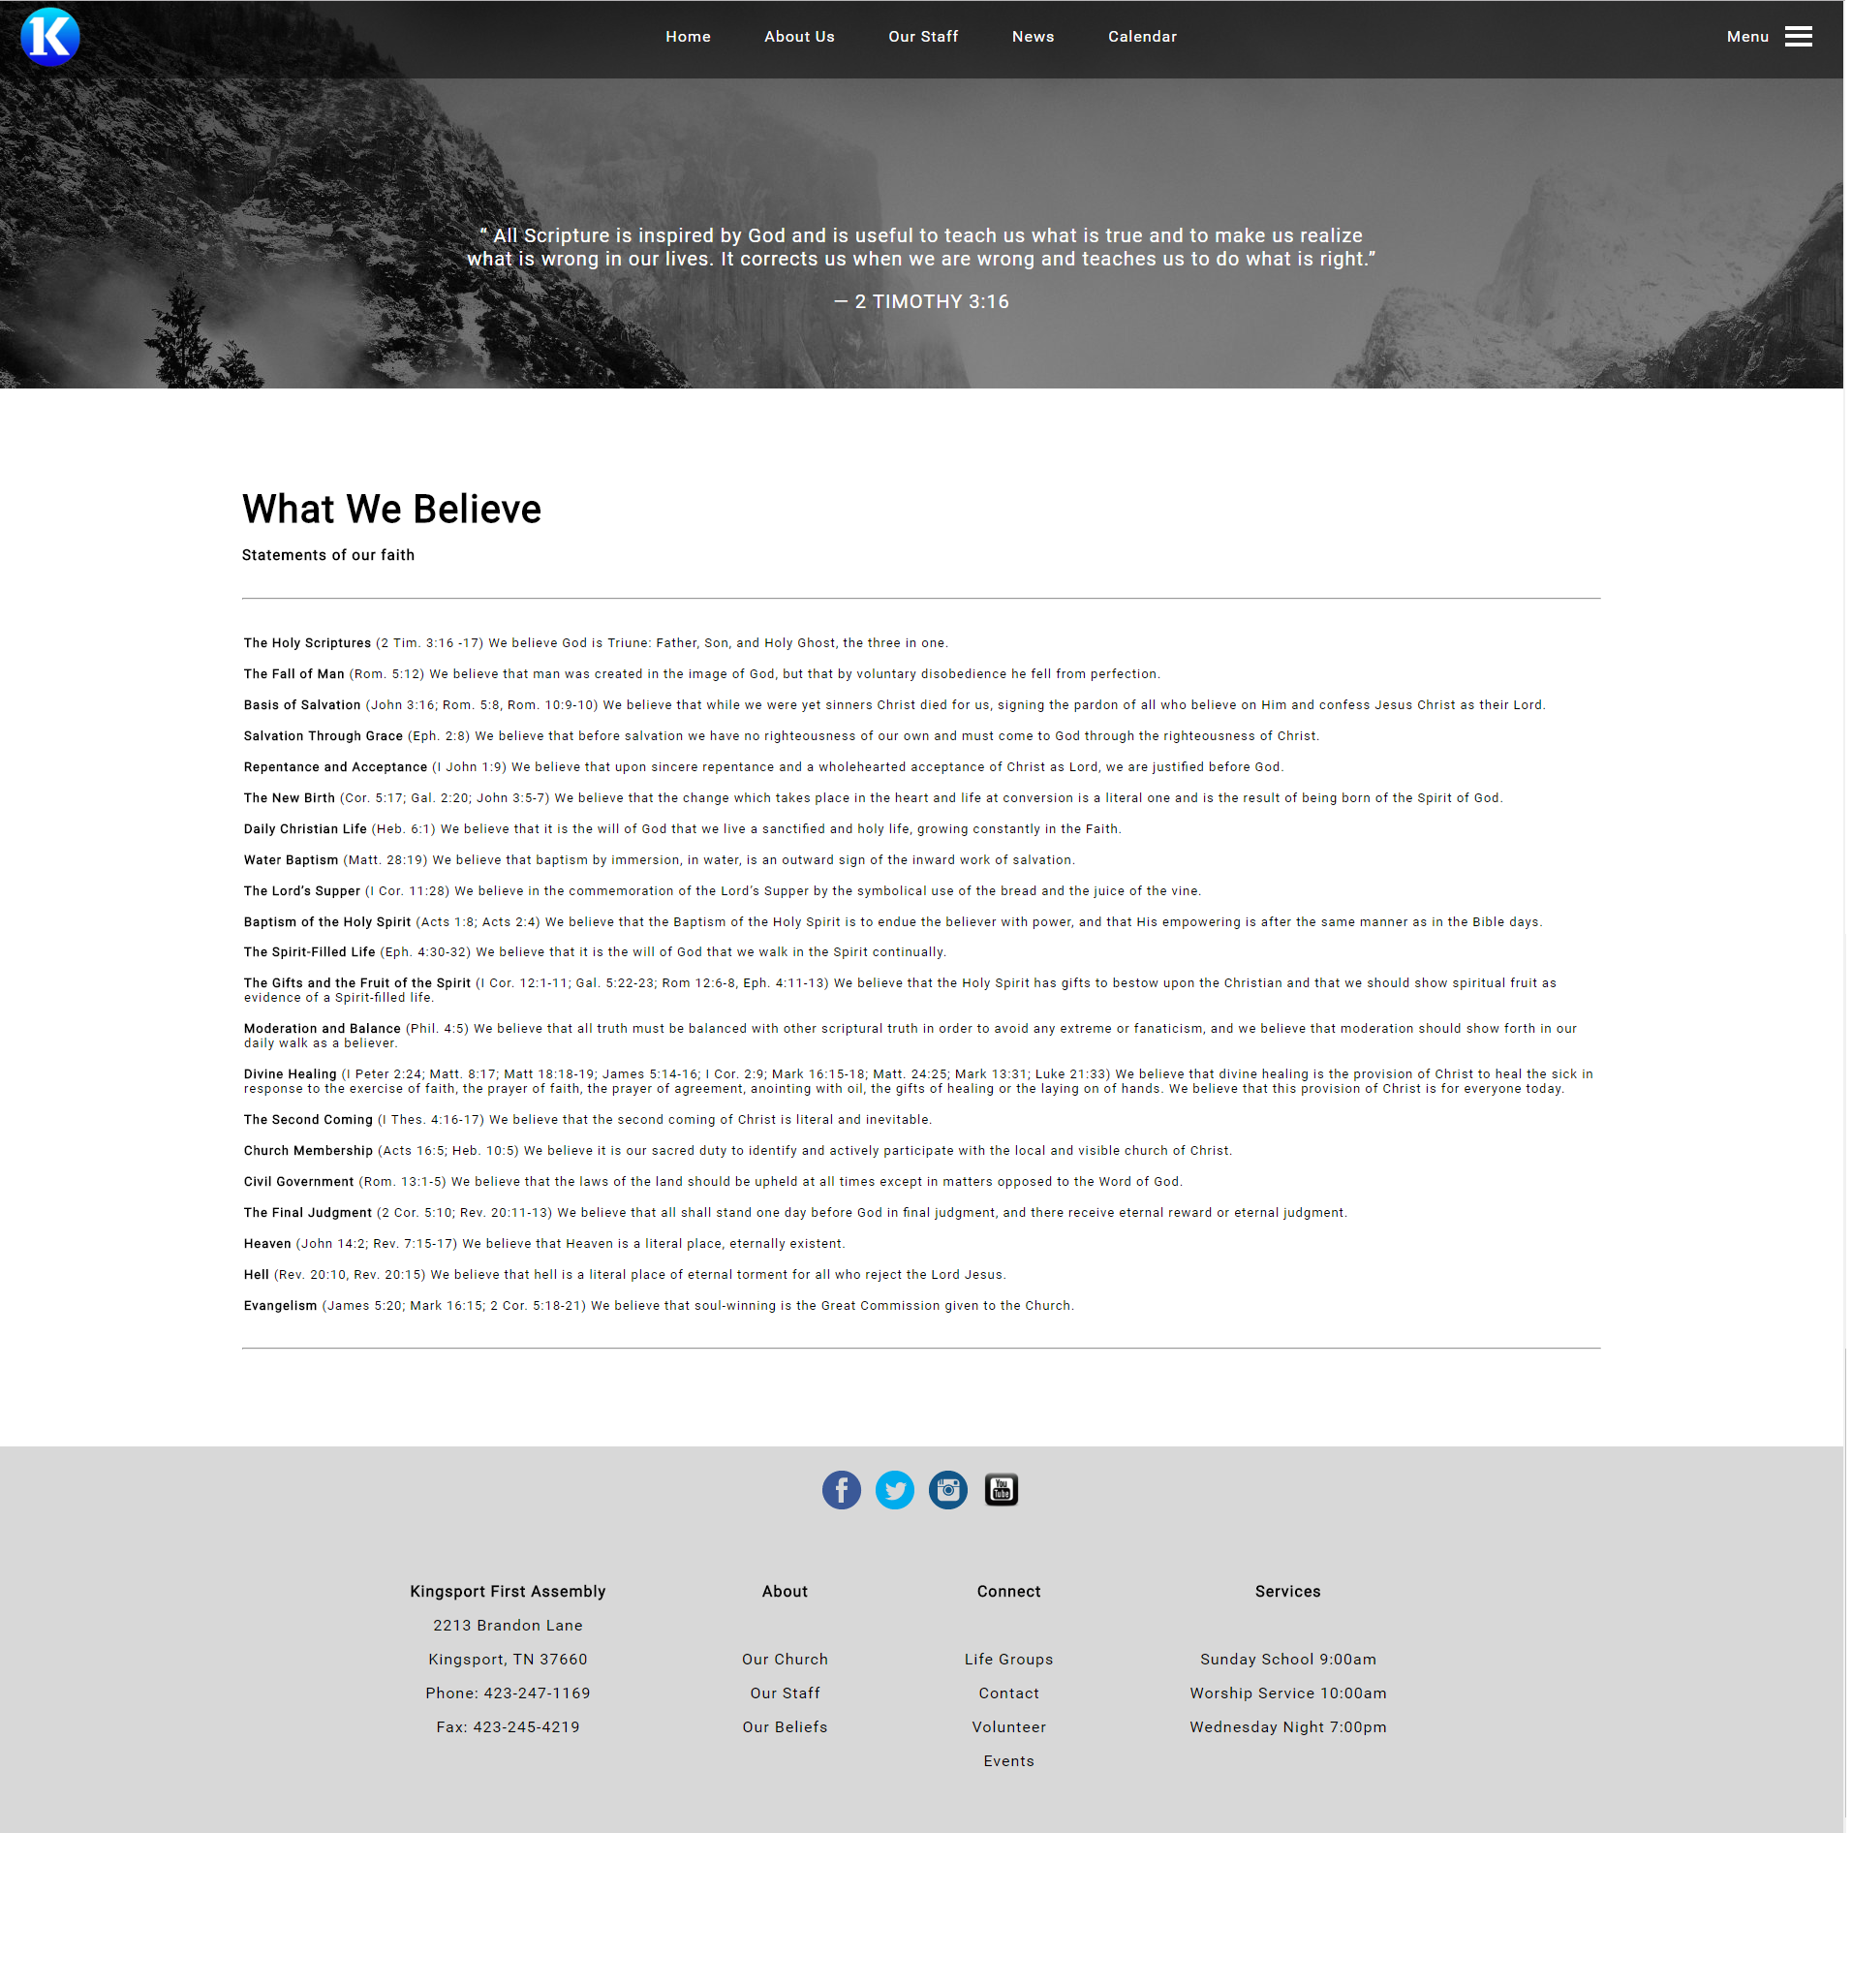 K
Home About Us Our Staff News Calendar Menu
“ All Scripture is inspired by God and is useful to teach us what is true and to make us realize
what is wrong in our lives. It corrects us when we are wrong and teaches us to do what is right.”
— 2 TIMOTHY 3:16
What We Believe
Statements of our faith
The Holy Scriptures (2 Tim. 3:16 -17) We believe God is Triune: Father, Son, and Holy Ghost, the three in one.
The Fall of Man (Rom. 5:12) We believe that man was created in the image of God, but that by voluntary disobedience he fell from perfection.
Basis of Salvation (John 3:16; Rom. 5:8, Rom. 10:9-10) We believe that while we were yet sinners Christ died for us, signing the pardon of all who believe on Him and confess Jesus Christ as their Lord.
Salvation Through Grace (Eph. 2:8) We believe that before salvation we have no righteousness of our own and must come to God through the righteousness of Christ.
Repentance and Acceptance (I John 1:9) We believe that upon sincere repentance and a wholehearted acceptance of Christ as Lord, we are justified before God.
The New Birth (Cor. 5:17; Gal. 2:20; John 3:5-7) We believe that the change which takes place in the heart and life at conversion is a literal one and is the result of being born of the Spirit of God.
Daily Christian Life (Heb. 6:1) We believe that it is the will of God that we live a sanctified and holy life, growing constantly in the Faith.
Water Baptism (Matt. 28:19) We believe that baptism by immersion, in water, is an outward sign of the inward work of salvation.
The Lord’s Supper (I Cor. 11:28) We believe in the commemoration of the Lord’s Supper by the symbolical use of the bread and the juice of the vine.
Baptism of the Holy Spirit (Acts 1:8; Acts 2:4) We believe that the Baptism of the Holy Spirit is to endue the believer with power, and that His empowering is after the same manner as in the Bible days.
The Spirit-Filled Life (Eph. 4:30-32) We believe that it is the will of God that we walk in the Spirit continually.
The Gifts and the Fruit of the Spirit (I Cor. 12:1-11; Gal. 5:22-23; Rom 12:6-8, Eph. 4:11-13) We believe that the Holy Spirit has gifts to bestow upon the Christian and that we should show spiritual fruit as
evidence of a Spirit-filled life.
Moderation and Balance (Phil. 4:5) We believe that all truth must be balanced with other scriptural truth in order to avoid any extreme or fanaticism, and we believe that moderation should show forth in our
daily walk as a believer.
Divine Healing (I Peter 2:24; Matt. 8:17; Matt 18:18-19; James 5:14-16; I Cor. 2:9; Mark 16:15-18; Matt. 24:25; Mark 13:31; Luke 21:33) We believe that divine healing is the provision of Christ to heal the sick in
response to the exercise of faith, the prayer of faith, the prayer of agreement, anointing with oil, the gifts of healing or the laying on of hands. We believe that this provision of Christ is for everyone today.
The Second Coming (I Thes. 4:16-17) We believe that the second coming of Christ is literal and inevitable.
Church Membership (Acts 16:5; Heb. 10:5) We believe it is our sacred duty to identify and actively participate with the local and visible church of Christ.
Civil Government (Rom. 13:1-5) We believe that the laws of the land should be upheld at all times except in matters opposed to the Word of God.
The Final Judgment (2 Cor. 5:10; Rev. 20:11-13) We believe that all shall stand one day before God in final judgment, and there receive eternal reward or eternal judgment.
Heaven (John 14:2; Rev. 7:15-17) We believe that Heaven is a literal place, eternally existent.
Hell (Rev. 20:10, Rev. 20:15) We believe that hell is a literal place of eternal torment for all who reject the Lord Jesus.
Evangelism (James 5:20; Mark 16:15; 2 Cor. 5:18-21) We believe that soul-winning is the Great Commission given to the Church.
You Tube
Kingsport First Assembly
2213 Brandon Lane
Kingsport, TN 37660
Phone: 423-247-1169
Fax: 423-245-4219
About
Our Church
Our Staff
Our Beliefs
Connect
Life Groups
Contact
Volunteer
Events
Services
Sunday School 9:00am
Worship Service 10:00am
Wednesday Night 7:00pm